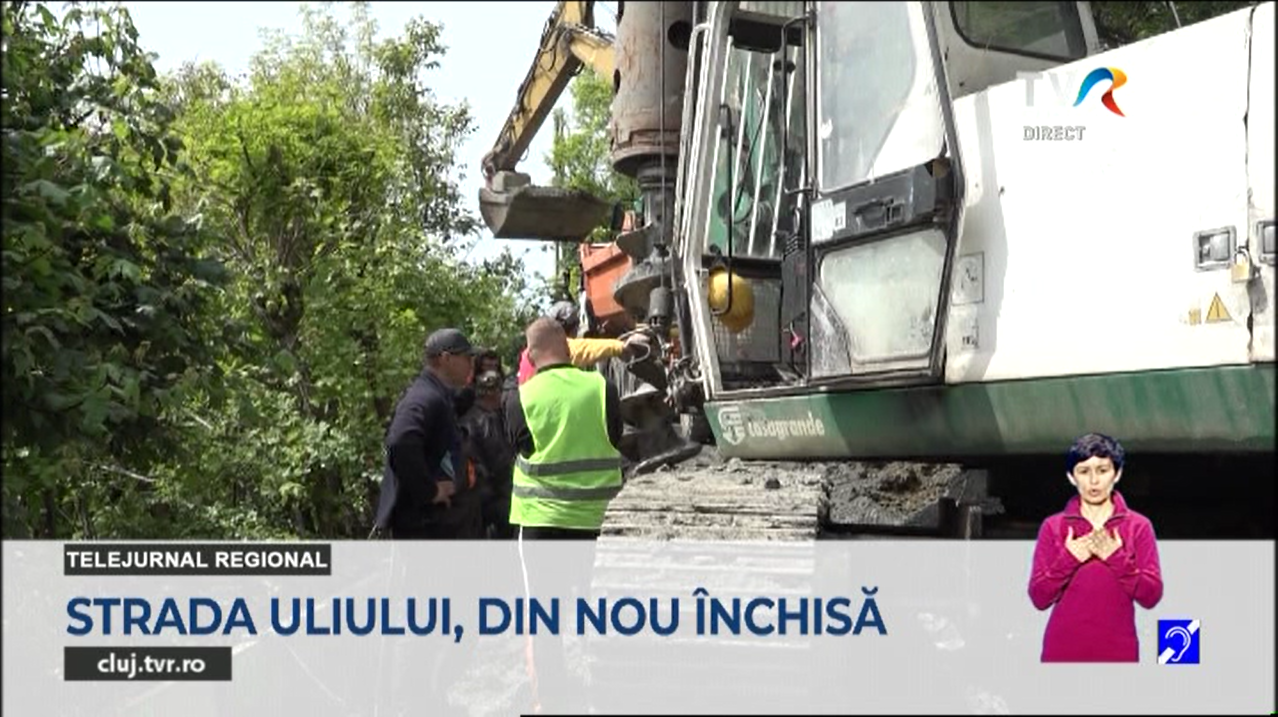 TVR
DIRECT
casagrande
TELEJURNAL REGIONAL
STRADA ULIULUI, DIN NOU ÎNCHISĂ
cluj.tvr.ro